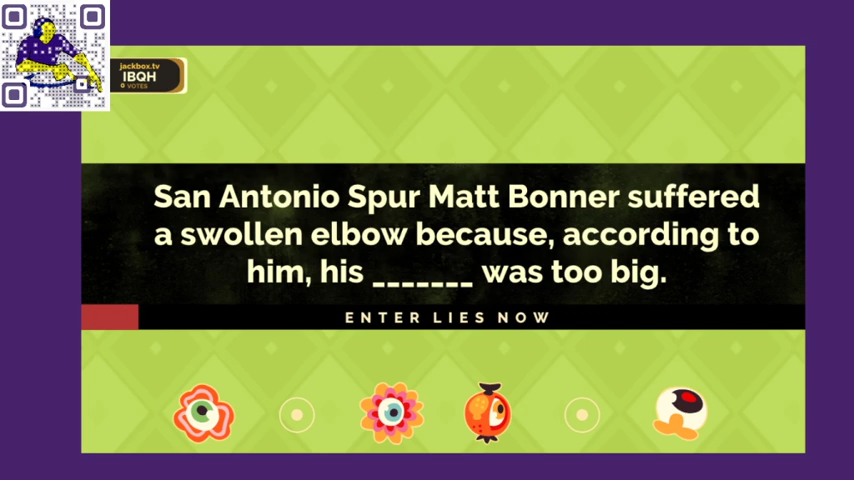 jackbox.tv
IBQH
0 VOTES
San Antonio Spur Matt Bonner suffered
a swollen elbow because, according to
him, his _______ was too big.
ENTER LIES NOW